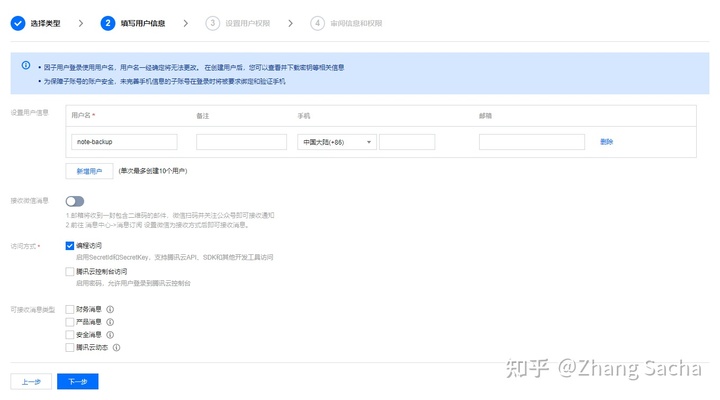 选择类型
2 填写用户信息
3 设置用户权限
4 审阅信息和权限
• 因子用户登录使用用户名，用户名一经确定将无法更改。 在创建用户后，您可以查看并下载密钥等相关信息
• 为保障子账号的账户安全，未完善手机信息的子账号在登录时将被要求绑定和验证手机
设置用户信息
用户名 * 备注 手机 邮箱
note-backup 中国大陆(+86) 删除
新增用户 (单次最多创建10个用户)
接收微信消息
1.邮箱将收到一封包含二维码的邮件，微信扫码并关注公众号即可接收通知
2.前往 消息中心->消息订阅 设置微信为接收方式后即可接收消息。
访问方式 * 编程访问
启用SecretId和SecretKey，支持腾讯云API、SDK和其他开发工具访问
腾讯云控制台访问
启用密码，允许用户登录到腾讯云控制台
可接收消息类型 财务消息
产品消息
安全消息
腾讯云动态
上一步 下一步
知乎 @Zhang Sacha